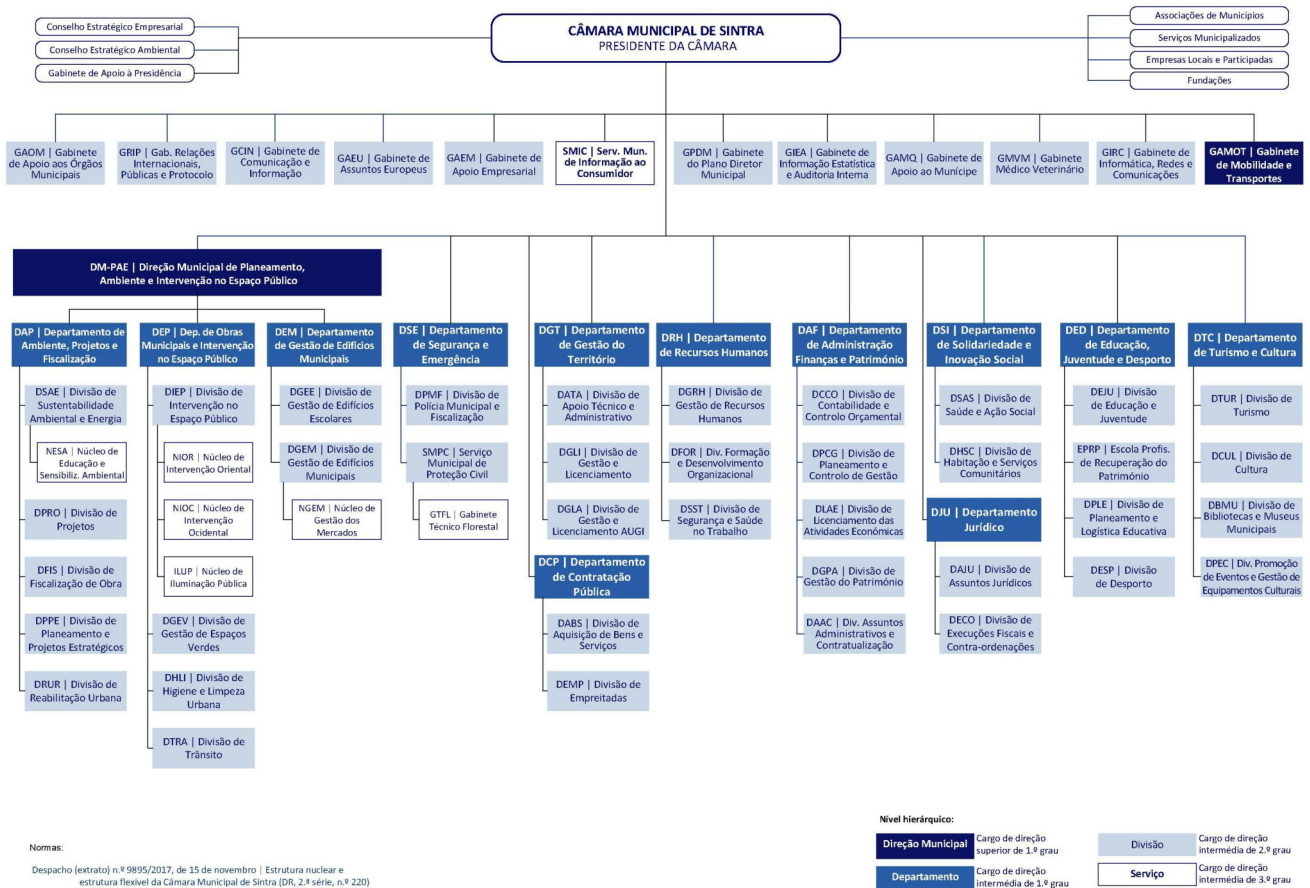 Conselho Estratégico Empresarial
Conselho Estratégico Ambiental
Gabinete de Apoio à Presidência
CÂMARA MUNICIPAL DE SINTRA
PRESIDENTE DA CÂMARA
Associações de Municipios
Serviços Municipalizados
Empresas Locais e Participadas
Fundações
GAOM | Gabinete
de Apoio aos Órgãos
Municipais
GRIP | Gab. Relações
Internacionais,
Públicas e Protocolo
GCIN | Gabinete de
Comunicação e
Informação
GAEU | Gabinete de
Assuntos Europeus
GAEM | Gabinete de
Apoio Empresarial
SMIC | Serv. Mun.
de Informação ao
Consumidor
GPDM | Gabinete
do Plano Diretor
Municipal
GIEA | Gabinete de
Informação Estatística
e Auditoria Interna
GAMQ | Gabinete de
Apoio ao Munícipe
GMVM | Gabinete
Médico Veterinário
GIRC | Gabinete de
Informática, Redes e
Comunicações
GAMOT | Gabinete
de Mobilidade e
Transportes
DM-PAE | Direção Municipal de Planeamento,
Ambiente e Intervenção no Espaço Público
DAP | Departamento de
Ambiente, Projetos e
Fiscalização
DSAE | Divisão de
Sustentabilidade
Ambiental e Energia
NESA | Núcleo de
Educação e
Sensibiliz. Ambiental
DPRO | Divisão de
Projetos
DFIS | Divisão de
Fiscalização de Obra
DPPE | Divisão de
Planeamento e
Projetos Estratégicos
DRUR | Divisão de
Reabilitação Urbana
DEP | Dep. de Obras
Municipais e Intervenção
no Espaço Público
DIEP | Divisão de
Intervenção no
Espaço Público
NIOR | Núcleo de
Intervenção Oriental
NIOC | Núcleo de
Intervenção
Ocidental
ILUP | Núcleo de
Iluminação Pública
DGEV | Divisão de
Gestão de Espaços
Verdes
DHLI | Divisão de
Higiene e Limpeza
Urbana
DTRA | Divisão de
Trânsito
DEM | Departamento
de Gestão de Edifícios
Municipais
DGEE | Divisão de
Gestão de Edifícios
Escolares
DGEM | Divisão de
Gestão de Edifícios
Municipais
NGEM | Núcleo de
Gestão dos
Mercados
DSE | Departamento
de Segurança e
Emergência
DPMF | Divisão de
Polícia Municipal e
Fiscalização
SMPC | Serviço
Municipal de
Proteção Civil
GTFL | Gabinete
Técnico Florestal
DGT | Departamento
de Gestão do
Território
DATA | Divisão de
Apoio Técnico e
Administrativo
DGLI | Divisão de
Gestão e
Licenciamento
DGLA | Divisão de
Gestão e
Licenciamento AUGI
DCP | Departamento
de Contratação
Pública
DABS | Divisão de
Aquisição de Bens e
Serviços
DEMP | Divisão de
Empreitadas
DRH | Departamento
de Recursos Humanos
DGRH | Divisão de
Gestão de Recursos
Humanos
DFOR | Div. Formação
e Desenvolvimento
Organizacional
DSST | Divisão de
Segurança e Saúde
no Trabalho
DAF | Departamento
de Administração
Finanças e Património
DCCO | Divisão de
Contabilidade e
Controlo Orçamental
DPCG | Divisão de
Planeamento e
Controlo de Gestão
DLAE | Divisão de
Licenciamento das
Atividades Económicas
DGPA | Divisão de
Gestão do Património
DAAC | Div. Assuntos
Administrativos e
Contratualização
DSI | Departamento
de Solidariedade e
Inovação Social
DSAS | Divisão de
Saúde e Ação Social
DHSC | Divisão de
Habitação e Serviços
Comunitários
DJU | Departamento
Jurídico
DAJU | Divisão de
Assuntos Jurídicos
DECO | Divisão de
Execuções Fiscais e
Contra-ordenações
DED | Departamento
de Educação,
Juventude e Desporto
DEJU | Divisão
de Educação e
Juventude
EPRP | Escola Profis.
de Recuperação do
Património
DPLE | Divisão de
Planeamento e
Logística Educativa
DESP | Divisão
de Desporto
DTC | Departamento
de Turismo e Cultura
DTUR | Divisão de
Turismo
DCUL | Divisão de
Cultura
DBMU | Divisão de
Bibliotecas e Museus
Municipais
DPEC | Div. Promoção
de Eventos e Gestão de
Equipamentos Culturais
Normas:
Despacho (extrato) n.º 9895/2017, de 15 de novembro | Estrutura nuclear e
estrutura flexível da Câmara Municipal de Sintra (DR, 2.ª série, n.º 220)
Nível hierárquico:
Direção Municipal
Cargo de direção
superior de 1.º grau
Departamento
Cargo de direção
intermédia de 1.º grau
Divisão
Cargo de direção
intermédia de 2.º grau
Serviço
Cargo de direção
intermédia de 3.º grau